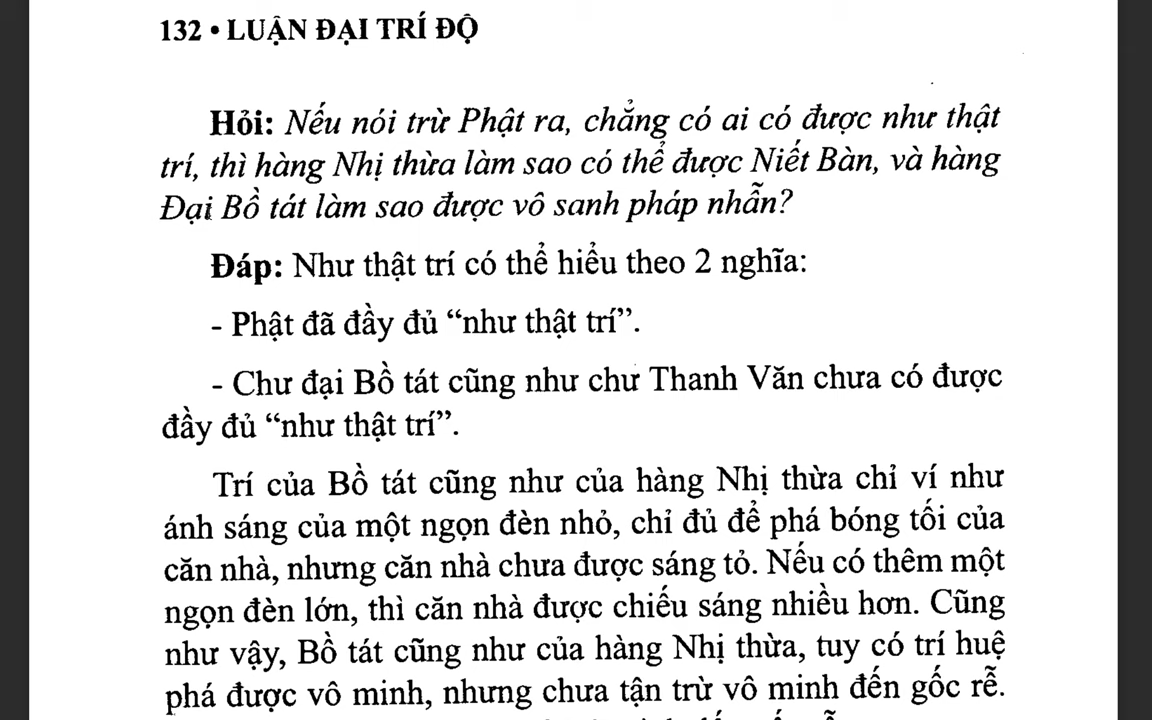 132 • LUẬN ĐẠI TRÍ ĐỘ
Hỏi: Nếu nói trừ Phật ra, chẳng có ai có được như thật
trí, thì hàng Nhị thừa làm sao có thể được Niết Bàn, và hàng
Đại Bồ tát làm sao được vô sanh pháp nhẫn?
Đáp: Như thật trí có thể hiểu theo 2 nghĩa:
- Phật đã đầy đủ “như thật trí”.
- Chư đại Bồ tát cũng như chư Thanh Văn chưa có được
đầy đủ “như thật trí”.
Trí của Bồ tát cũng như của hàng Nhị thừa chỉ ví như
ánh sáng của một ngọn đèn nhỏ, chỉ đủ để phá bóng tối của
căn nhà, nhưng căn nhà chưa được sáng tỏ. Nếu có thêm một
ngọn đèn lớn, thì căn nhà được chiếu sáng nhiều hơn. Cũng
như vậy, Bồ tát cũng như của hàng Nhị thừa, tuy có trí huệ
phá được vô minh, nhưng chưa tận trừ vô minh đến gốc rễ.